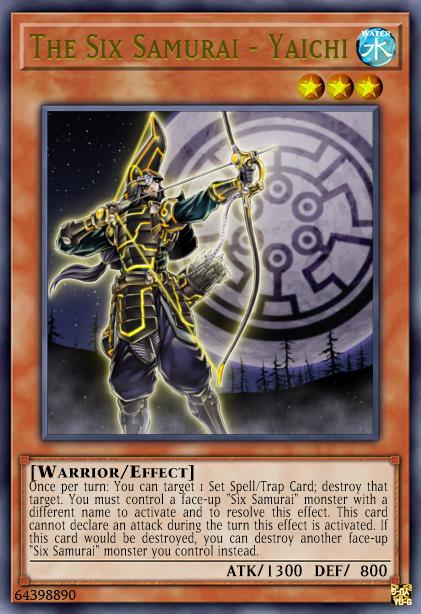 The Six Samurai - Yaichi
WATER
水
[Warrior/Effect]
Once per turn: You can target 1 Set Spell/Trap Card; destroy that
target. You must control a face-up "Six Samurai" monster with a
different name to activate and to resolve this effect. This card
cannot declare an attack during the turn this effect is activated. If
this card would be destroyed, you can destroy another face-up
"Six Samurai" monster you control instead.
ATK/1300 DEF/ 800
64398890